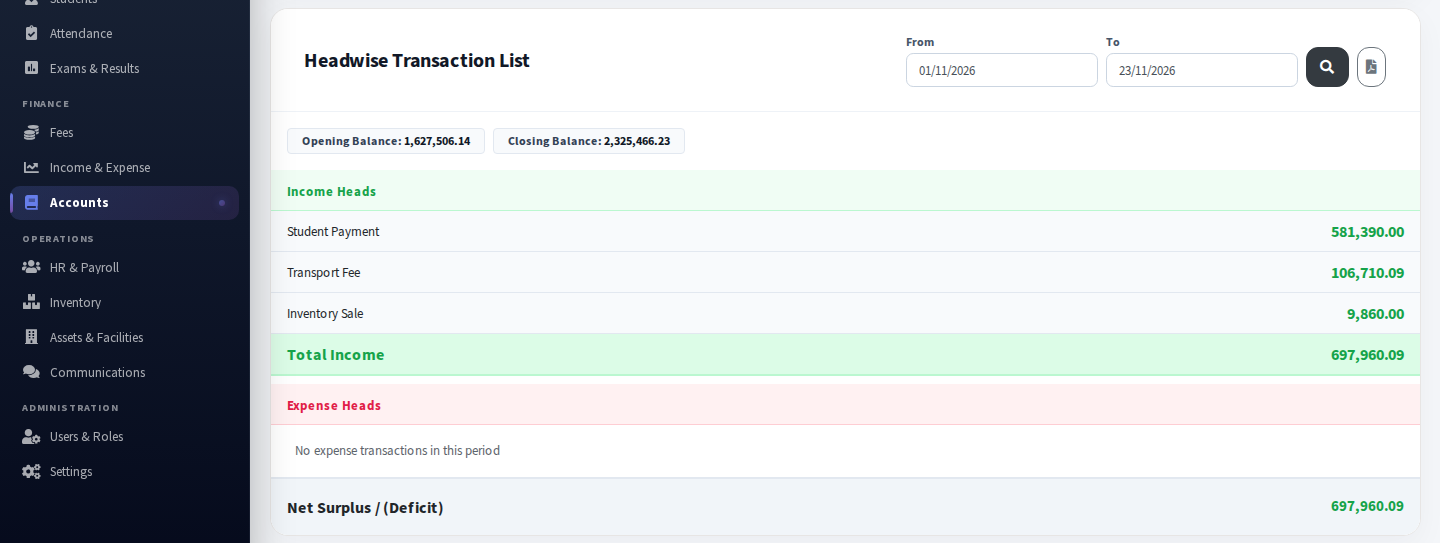 Students
Attendance
Exams & Results
FINANCE
Fees
Income & Expense
Accounts
OPERATIONS
HR & Payroll
Inventory
Assets & Facilities
Communications
ADMINISTRATION
Users & Roles
Settings
Headwise Transaction List
From
01/11/2026
To
23/11/2026
Opening Balance: 1,627,506.14
Closing Balance: 2,325,466.23
Income Heads
Student Payment 581,390.00
Transport Fee 106,710.09
Inventory Sale 9,860.00
Total Income 697,960.09
Expense Heads
No expense transactions in this period
Net Surplus / (Deficit) 697,960.09